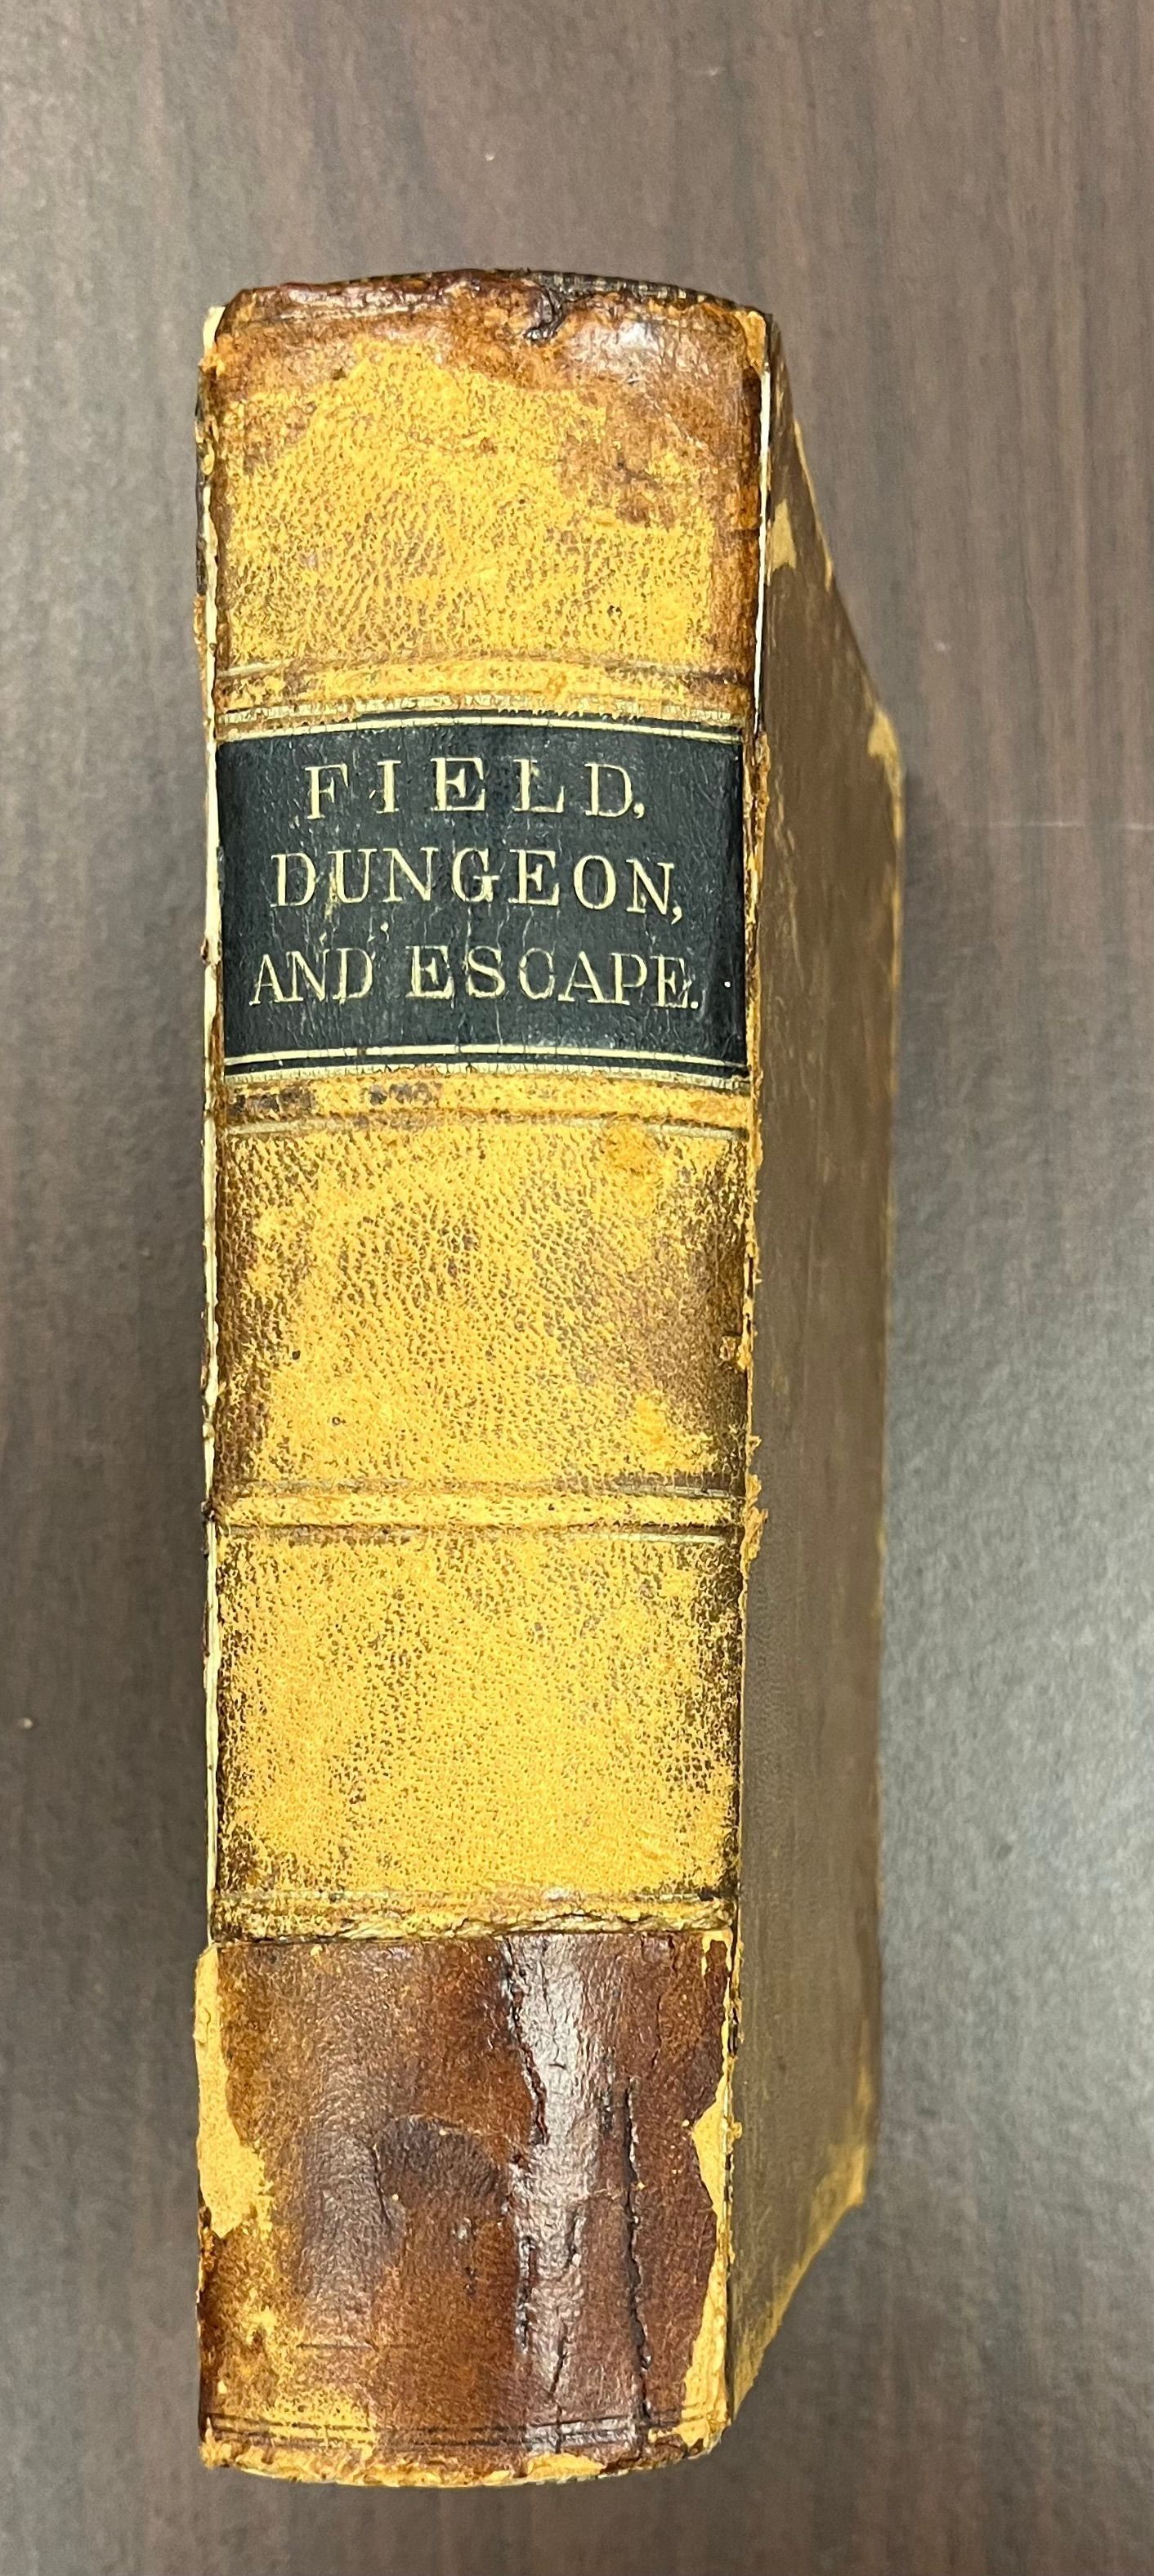 FIELD,
DUNGEON,
AND ESCAPE.